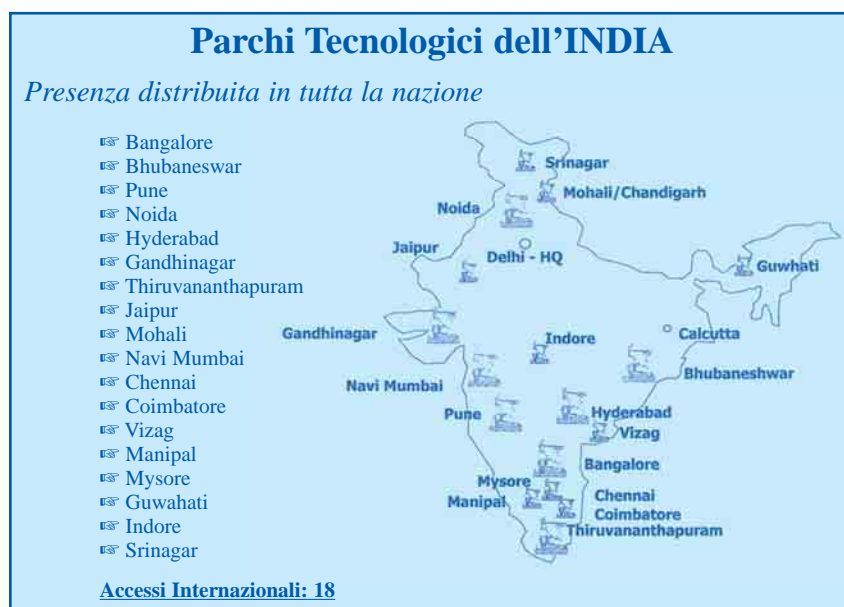 Parchi Tecnologici dell'INDIA
Presenza distribuita in tutta la nazione
☞ Bangalore
☞ Bhubaneswar
☞ Pune
☞ Noida
☞ Hyderabad
☞ Gandhinagar
☞ Thiruvananthapuram
☞ Jaipur
☞ Mohali
☞ Navi Mumbai
☞ Chennai
☞ Coimbatore
☞ Vizag
☞ Manipal
☞ Mysore
☞ Guwahati
☞ Indore
☞ Srinagar
Accessi Internazionali: 18
Srinagar
Mohali/Chandigarh
Noida
Jaipur
Delhi - HQ
Guwhati
Gandhinagar
Indore
Calcutta
Navi Mumbai
Bhubaneshwar
Pune
Hyderabad
Vizag
Bangalore
Mysore
Manipal
Chennai
Coimbatore
Thiruvananthapuram